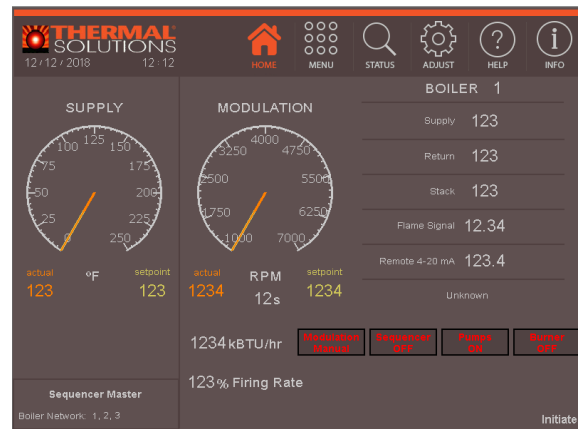 THERMAL
SOLUTIONS
12 / 12 / 2018 12 : 12
HOME
MENU
STATUS
ADJUST
HELP
INFO
SUPPLY
0
25
50
75
100
125
150
175
200
225
250
actual
ºF
setpoint
123
123
MODULATION
1000
1750
2500
3250
4000
4750
5500
6250
7000
actual
RPM
setpoint
1234
12s
1234
BOILER 1
Supply 123
Return 123
Stack 123
Flame Signal 12.34
Remote 4-20 mA 123.4
Unknown
1234 kBTU/hr
Modulation
Manual
Sequencer
OFF
Pumps
ON
Burner
OFF
123 % Firing Rate
Sequencer Master
Boiler Network: 1, 2, 3
Initiate